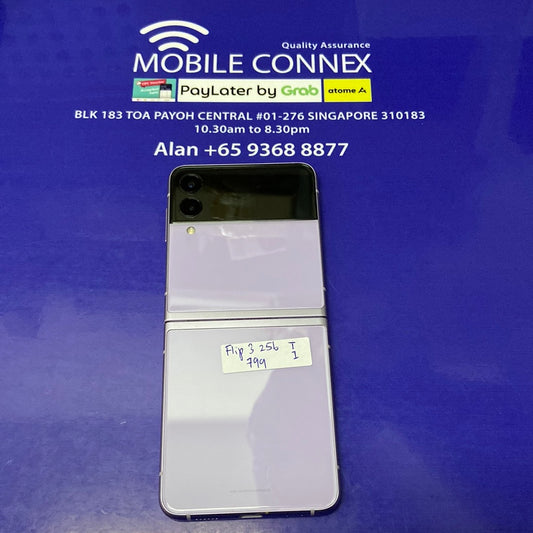 Quality Assurance
MOBILE CONNEX
PayLater by Grab
atome
BLK 183 TOA PAYOH CENTRAL #01-276 SINGAPORE 310183
10.30am to 8.30pm
Alan +65 9368 8877
Flip 3 256 T
799 1